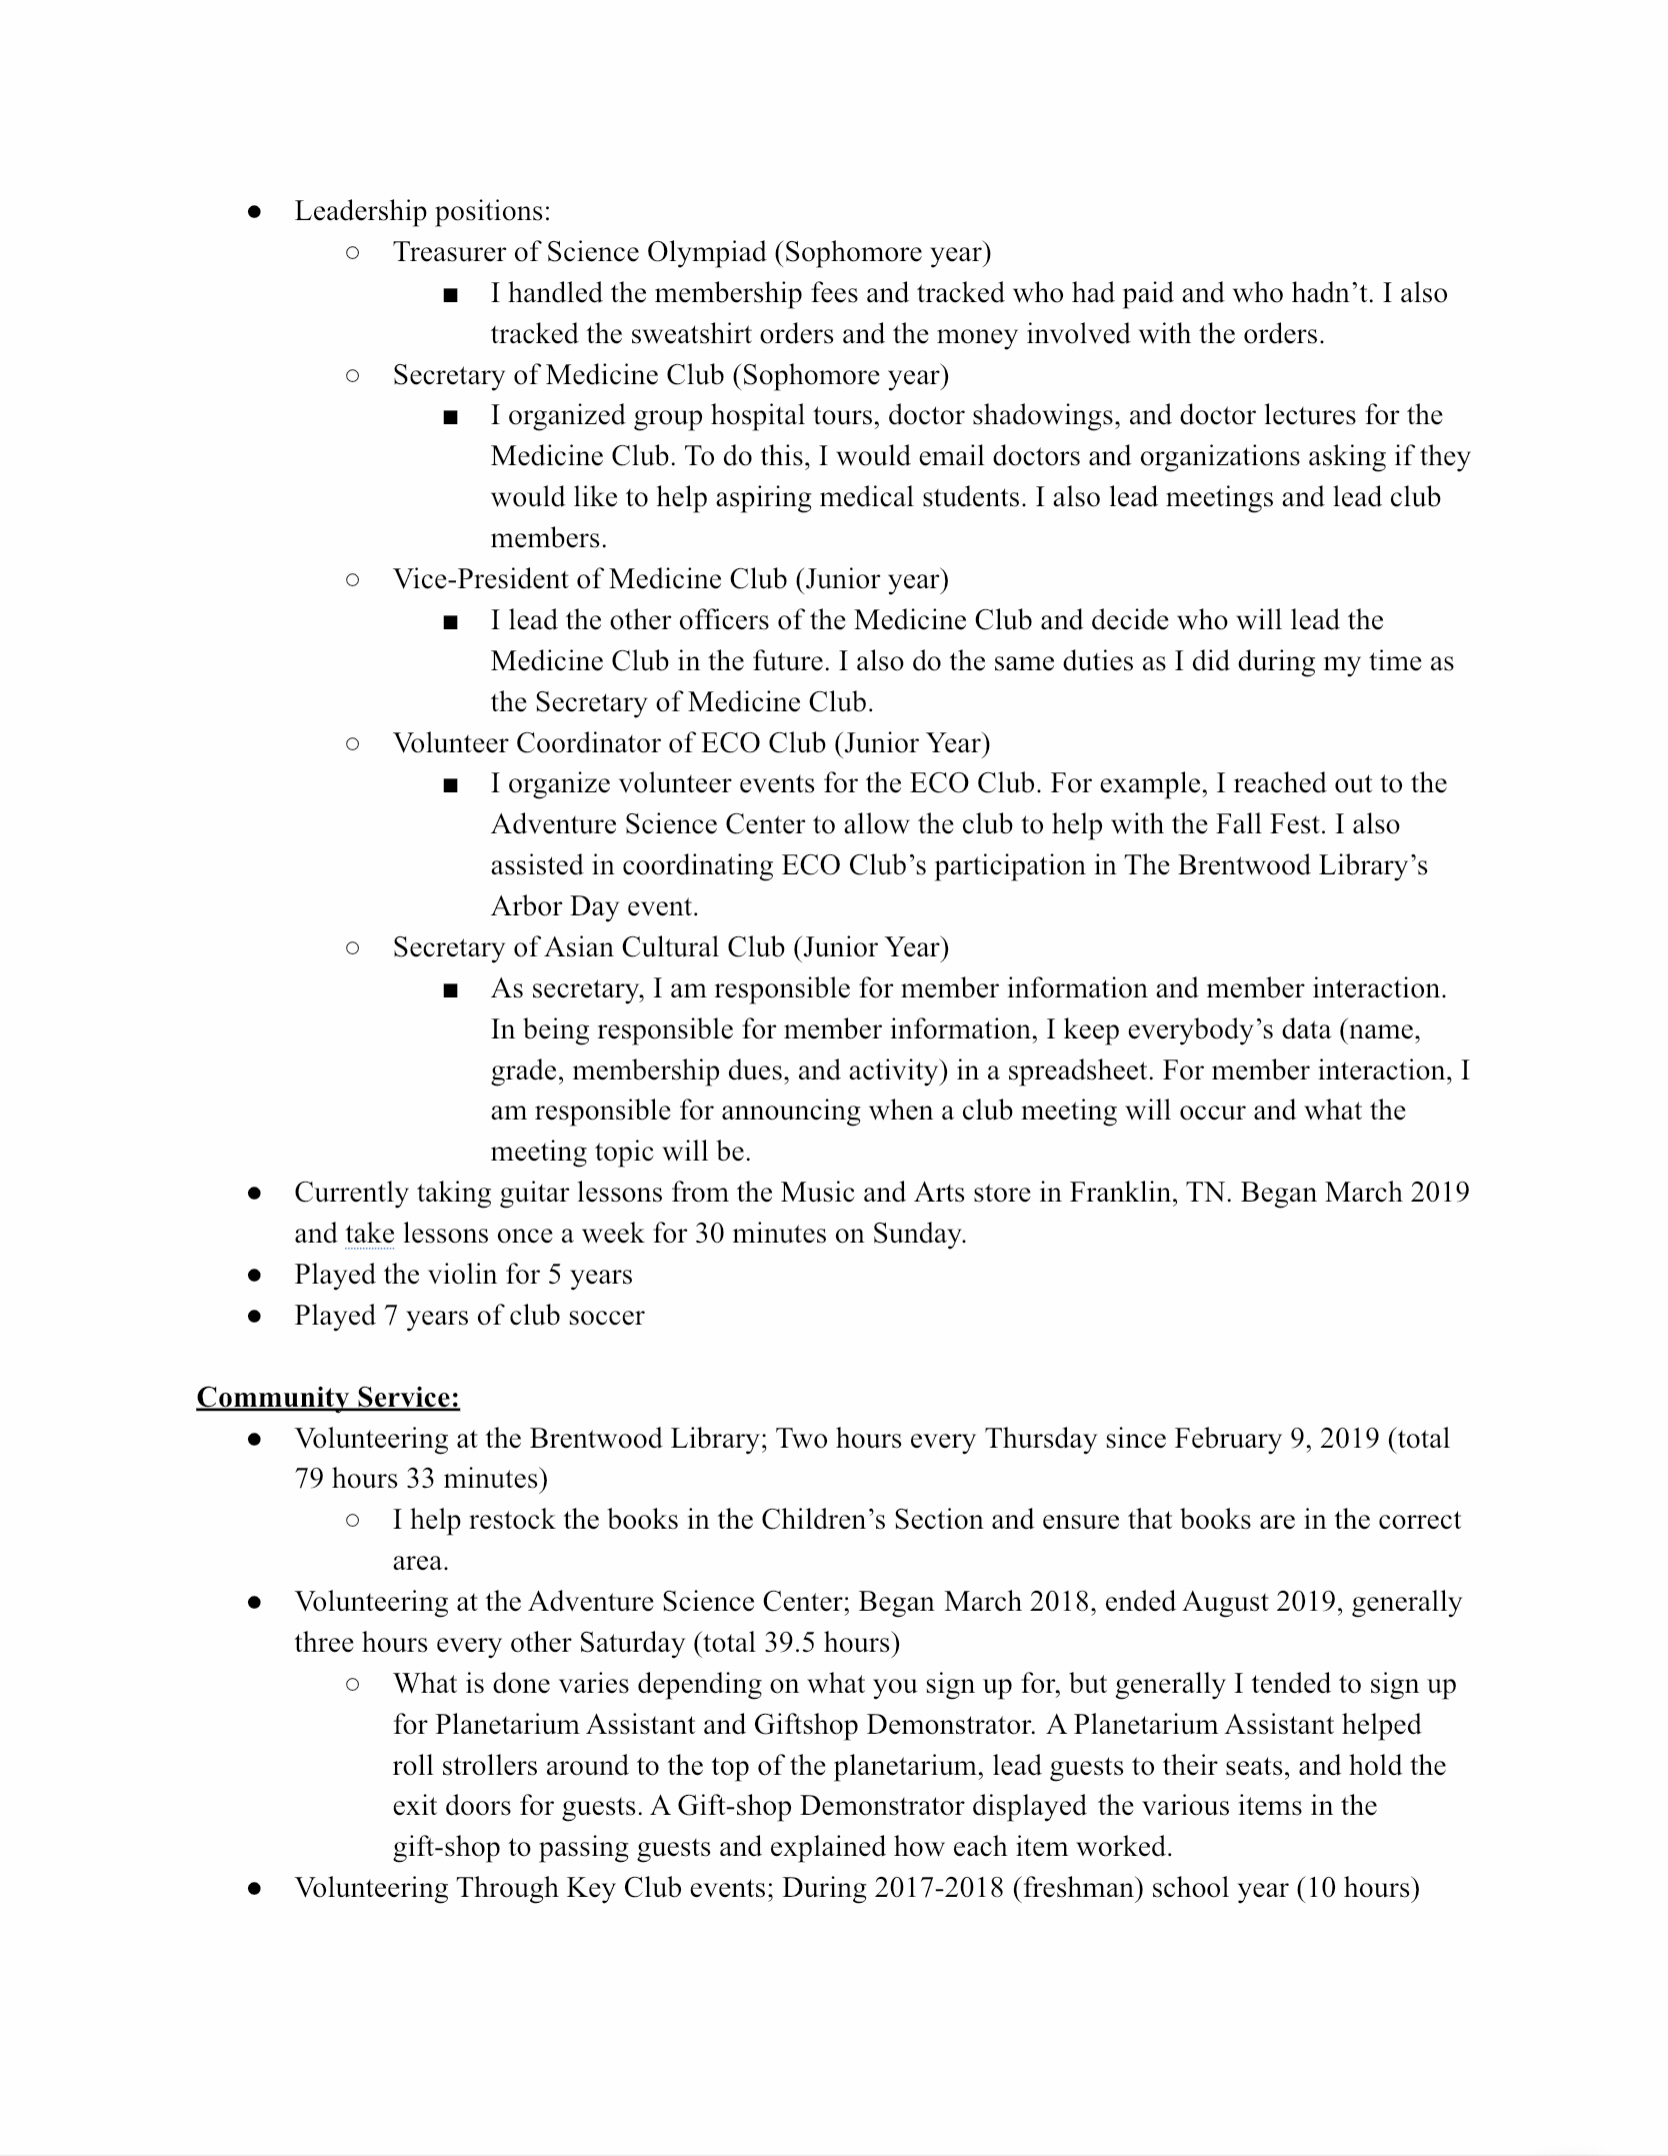 ● Leadership positions:
○ Treasurer of Science Olympiad (Sophomore year)
■ I handled the membership fees and tracked who had paid and who hadn’t. I also
tracked the sweatshirt orders and the money involved with the orders.
○ Secretary of Medicine Club (Sophomore year)
■ I organized group hospital tours, doctor shadowings, and doctor lectures for the
Medicine Club. To do this, I would email doctors and organizations asking if they
would like to help aspiring medical students. I also lead meetings and lead club
members.
○ Vice-President of Medicine Club (Junior year)
■ I lead the other officers of the Medicine Club and decide who will lead the
Medicine Club in the future. I also do the same duties as I did during my time as
the Secretary of Medicine Club.
○ Volunteer Coordinator of ECO Club (Junior Year)
■ I organize volunteer events for the ECO Club. For example, I reached out to the
Adventure Science Center to allow the club to help with the Fall Fest. I also
assisted in coordinating ECO Club’s participation in The Brentwood Library’s
Arbor Day event.
○ Secretary of Asian Cultural Club (Junior Year)
■ As secretary, I am responsible for member information and member interaction.
In being responsible for member information, I keep everybody’s data (name,
grade, membership dues, and activity) in a spreadsheet. For member interaction, I
am responsible for announcing when a club meeting will occur and what the
meeting topic will be.
● Currently taking guitar lessons from the Music and Arts store in Franklin, TN. Began March 2019
and take lessons once a week for 30 minutes on Sunday.
● Played the violin for 5 years
● Played 7 years of club soccer
Community Service:
● Volunteering at the Brentwood Library; Two hours every Thursday since February 9, 2019 (total
79 hours 33 minutes)
○ I help restock the books in the Children’s Section and ensure that books are in the correct
area.
● Volunteering at the Adventure Science Center; Began March 2018, ended August 2019, generally
three hours every other Saturday (total 39.5 hours)
○ What is done varies depending on what you sign up for, but generally I tended to sign up
for Planetarium Assistant and Giftshop Demonstrator. A Planetarium Assistant helped
roll strollers around to the top of the planetarium, lead guests to their seats, and hold the
exit doors for guests. A Gift-shop Demonstrator displayed the various items in the
gift-shop to passing guests and explained how each item worked.
● Volunteering Through Key Club events; During 2017-2018 (freshman) school year (10 hours)